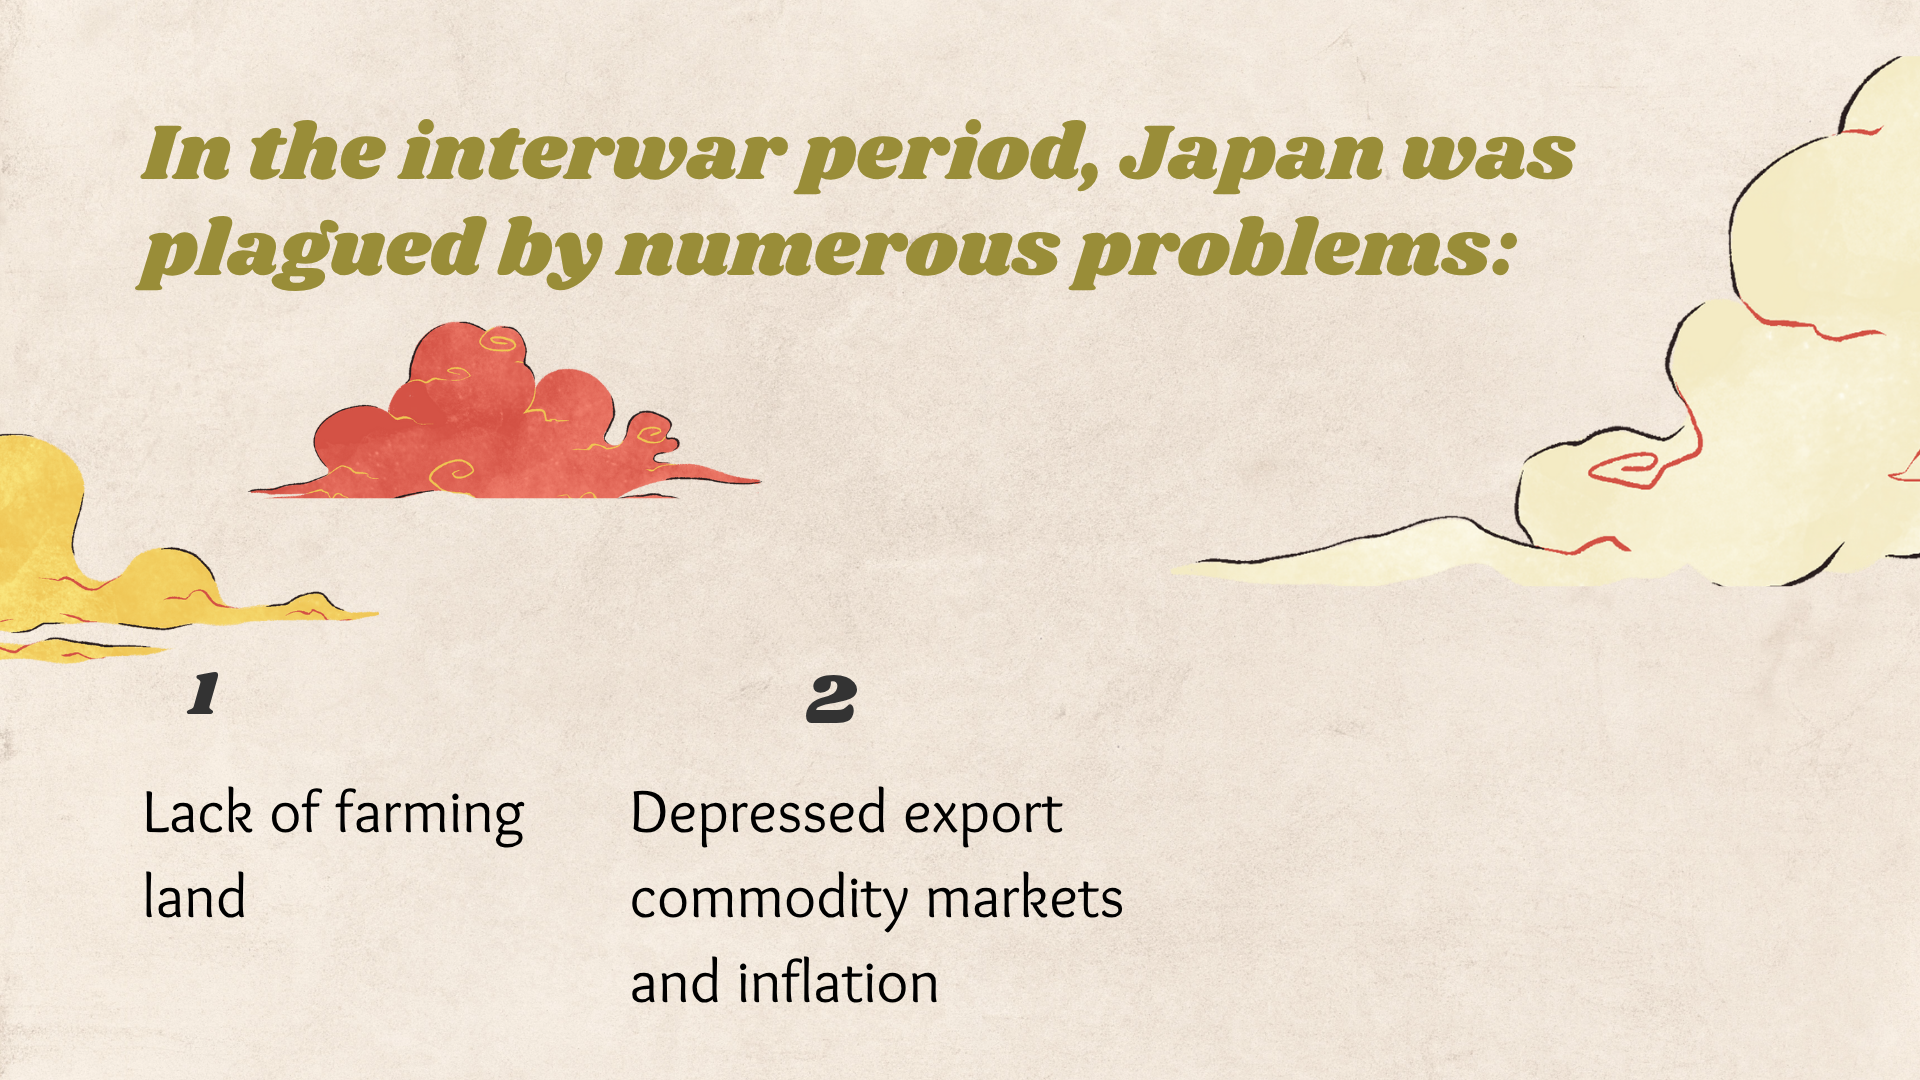 In the interwar period, Japan was
plagued by numerous problems:
1
Lack of farming
land
2
Depressed export
commodity markets
and inflation